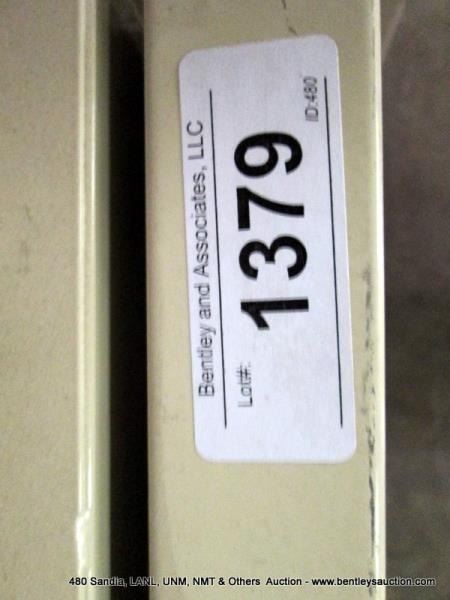 Bentley and Associates, LLC
Lot#:
1379
ID:480
480 Sandia, LANL, UNM, NMT & Others Auction - www.bentleysauction.com